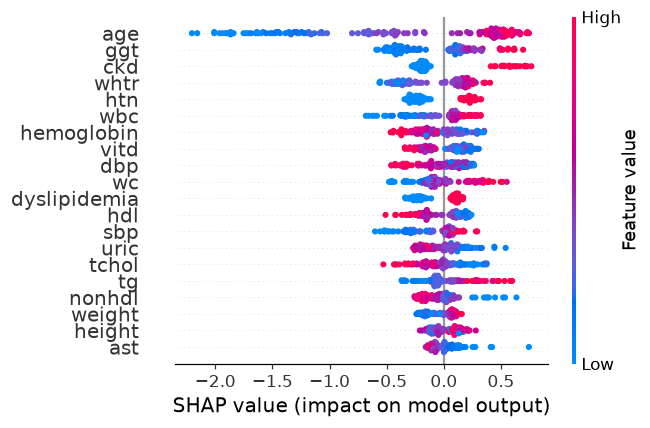 High
age
ggt
ckd
whtr
htn
wbc
hemoglobin
vitd
dbp
wc
dyslipidemia
hdl
sbp
uric
tchol
tg
nonhdl
weight
height
ast
Feature value
Low
−2.0 −1.5 −1.0 −0.5 0.0 0.5
SHAP value (impact on model output)